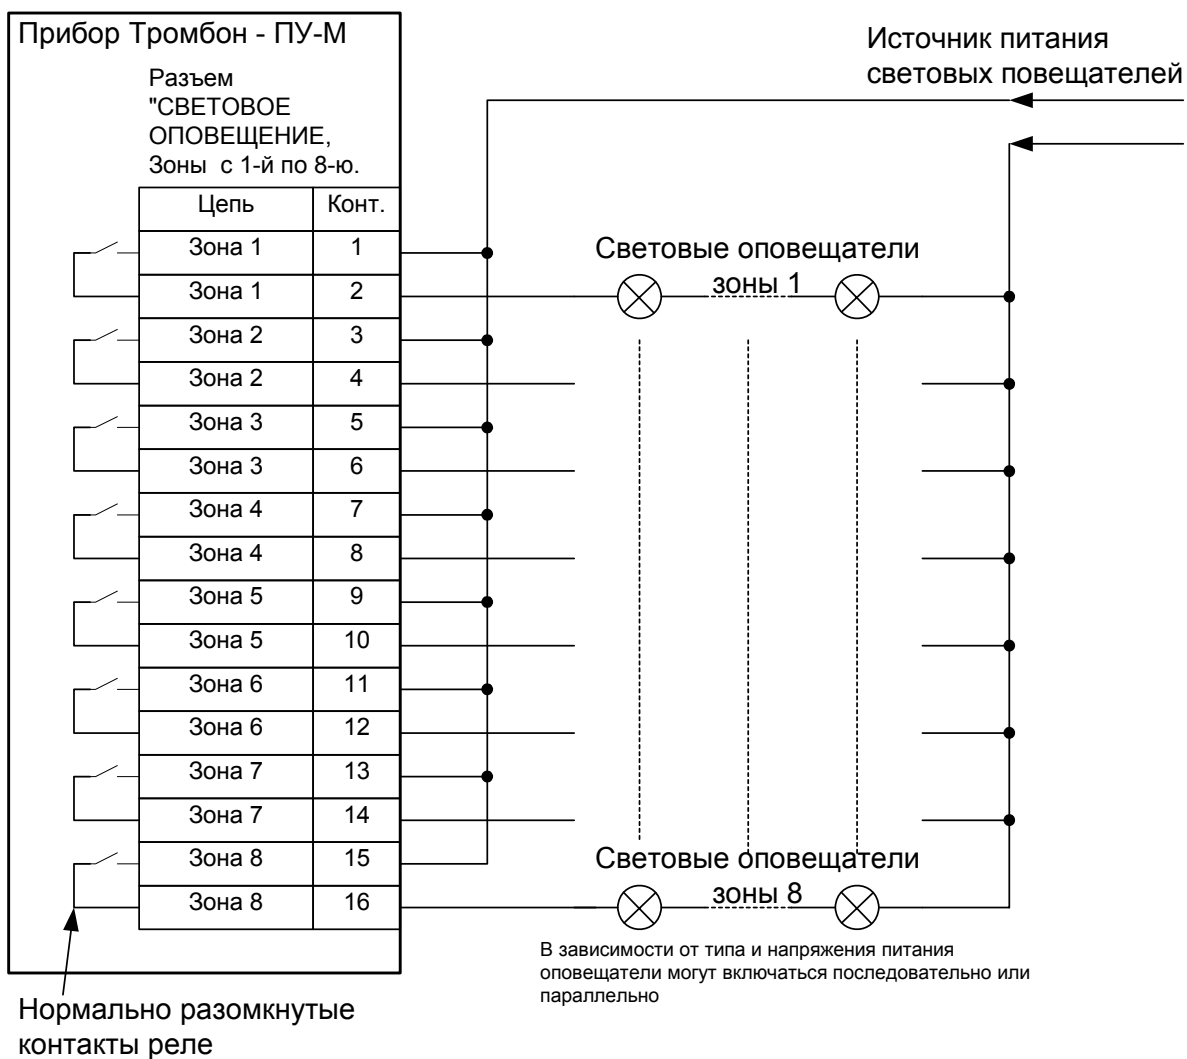 Прибор Тромбон - ПУ-М
Источник питания
световых повещателей
Разъем
"СВЕТОВОЕ
ОПОВЕЩЕНИЕ,
Зоны с 1-й по 8-ю.
Цепь Конт.
Зона 1 1
Зона 1 2
Зона 2 3
Зона 2 4
Зона 3 5
Зона 3 6
Зона 4 7
Зона 4 8
Зона 5 9
Зона 5 10
Зона 6 11
Зона 6 12
Зона 7 13
Зона 7 14
Зона 8 15
Зона 8 16
Световые оповещатели
зоны 1
Световые оповещатели
зоны 8
В зависимости от типа и напряжения питания
оповещатели могут включаться последовательно или
параллельно
Нормально разомкнутые
контакты реле